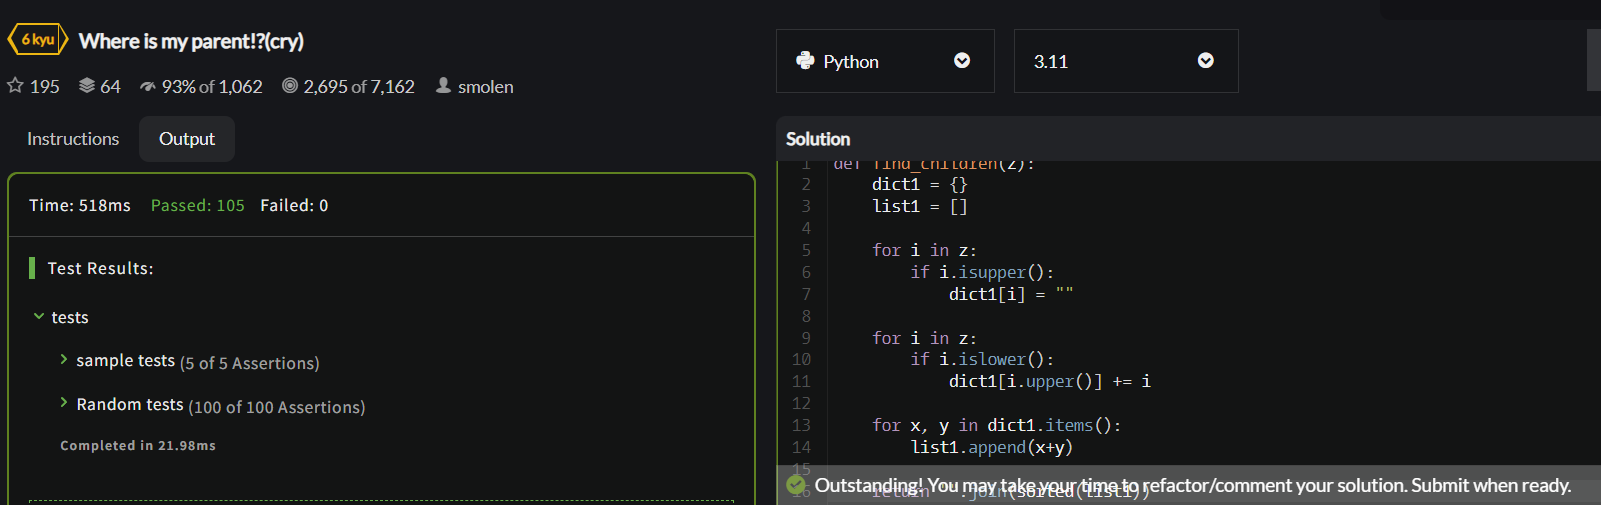 6 kyu Where is my parent!?(cry)
195 64 93% of 1,062 2,695 of 7,162 smolen
Instructions Output
Time: 518ms Passed: 105 Failed: 0
Test Results:
tests
sample tests (5 of 5 Assertions)
Random tests (100 of 100 Assertions)
Completed in 21.98ms
Python 3.11
Solution
1 def find_children(z):
2 dict1 = {}
3 list1 = []
4
5 for i in z:
6 if i.isupper():
7 dict1[i] = ""
8
9 for i in z:
10 if i.islower():
11 dict1[i.upper()] += i
12
13 for x, y in dict1.items():
14 list1.append(x+y)
15
16 return "".join(sorted(list1))
Outstanding! You may take your time to refactor/comment your solution. Submit when ready.